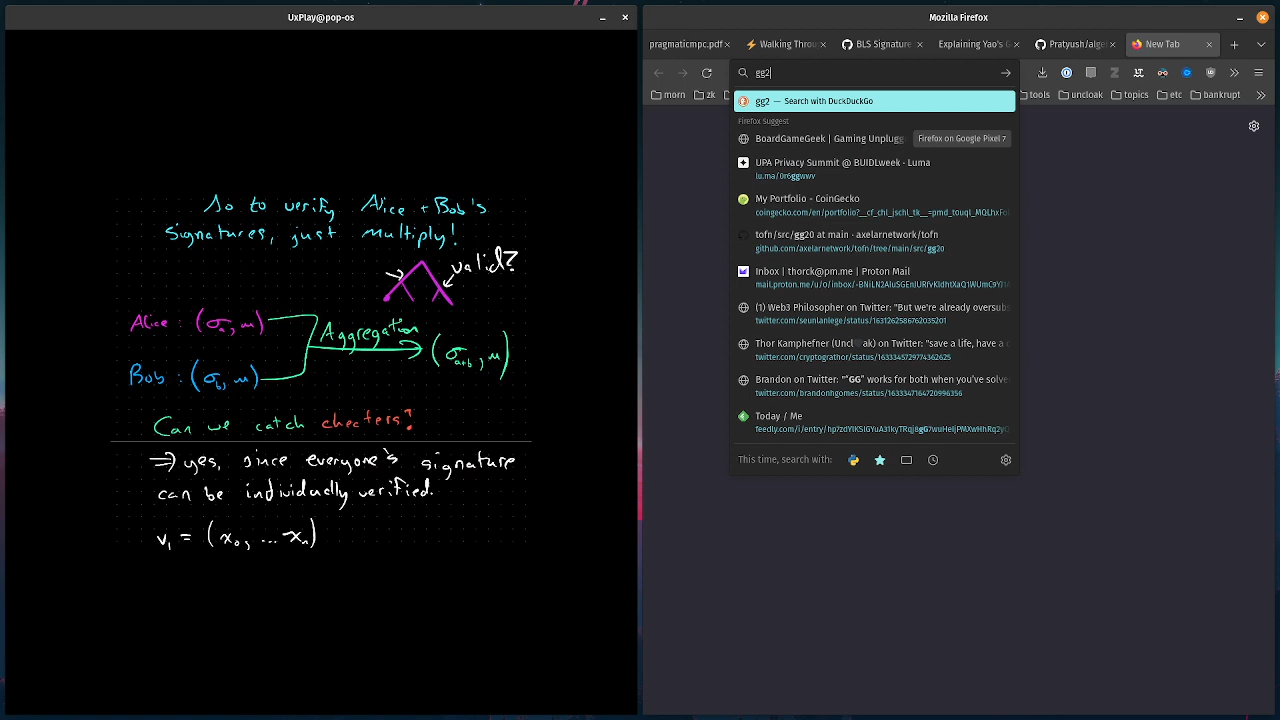 UxPlay@pop-os
So to verify Alice + Bob's
signatures, just multiply!
valid?
Alice : (σa, m)
Aggregation
(σa+b, m)
Bob : (σb, m)
Can we catch cheaters?
⇒ yes, since everyone's signature
can be individually verified.
v₁ = (x₀, ... xₙ)
Mozilla Firefox
pragmaticmpc.pdf
Walking Throu
BLS Signature
Explaining Yao's G
Pratyush/alge
New Tab
gg2
morn
zk
tools
uncloak
topics
etc
bankrupt
gg2 — Search with DuckDuckGo
Firefox Suggest
BoardGameGeek | Gaming Unplugg
Firefox on Google Pixel 7
UPA Privacy Summit @ BUIDLweek · Luma
lu.ma/0r6ggwwv
My Portfolio - CoinGecko
coingecko.com/en/portfolio?__cf_chl_jschl_tk__=pmd_touql_MQLhxFo
tofn/src/gg20 at main · axelarnetwork/tofn
github.com/axelarnetwork/tofn/tree/main/src/gg20
Inbox | thorck@pm.me | Proton Mail
(1) Web3 Philosopher on Twitter: "But we're already oversubs
twitter.com/seunlanlege/status/1631262586762035201
Thor Kamphefner (Uncl🖤ak) on Twitter: "save a life, have a c
twitter.com/cryptograthor/status/1633345729774362625
Brandon on Twitter: "“GG” works for both when you’ve solve
twitter.com/brandonhgomes/status/1633347164720996356
Today / Me
This time, search with: